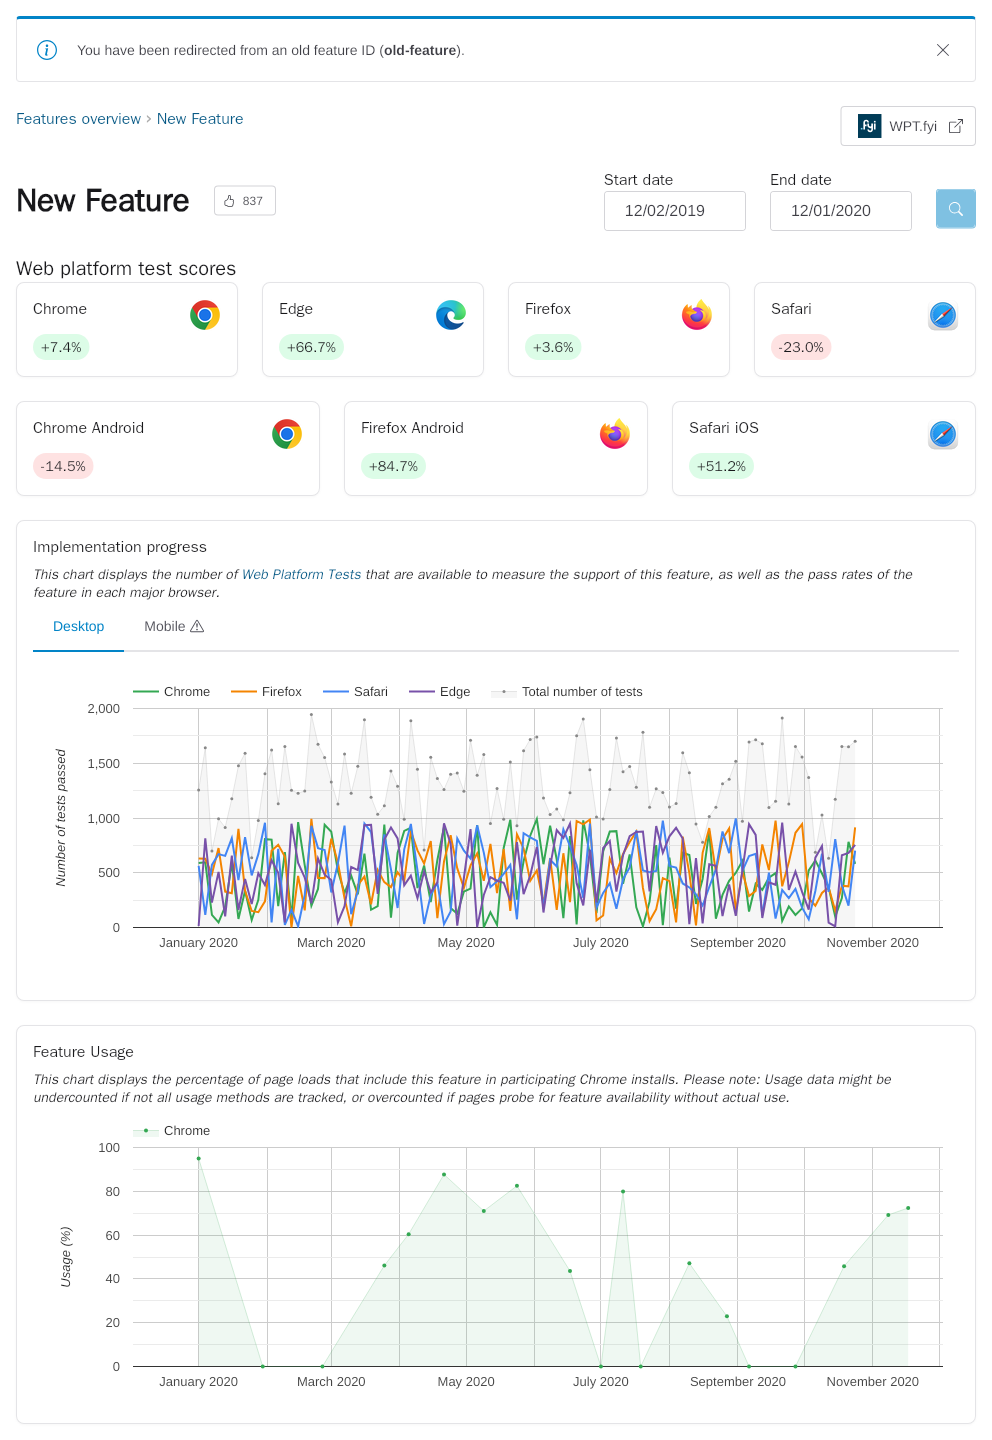 You have been redirected from an old feature ID (old-feature).
Features overview › New Feature
.fyi WPT.fyi
New Feature
837
Start date
End date
12/02/2019
12/01/2020
Web platform test scores
Chrome
+7.4%
Edge
+66.7%
Firefox
+3.6%
Safari
-23.0%
Chrome Android
-14.5%
Firefox Android
+84.7%
Safari iOS
+51.2%
Implementation progress
This chart displays the number of Web Platform Tests that are available to measure the support of this feature, as well as the pass rates of the
feature in each major browser.
Desktop
Mobile
Chrome Firefox Safari Edge Total number of tests
Number of tests passed
2,000
1,500
1,000
500
0
January 2020 March 2020 May 2020 July 2020 September 2020 November 2020
Feature Usage
This chart displays the percentage of page loads that include this feature in participating Chrome installs. Please note: Usage data might be
undercounted if not all usage methods are tracked, or overcounted if pages probe for feature availability without actual use.
Chrome
Usage (%)
100
80
60
40
20
0
January 2020 March 2020 May 2020 July 2020 September 2020 November 2020